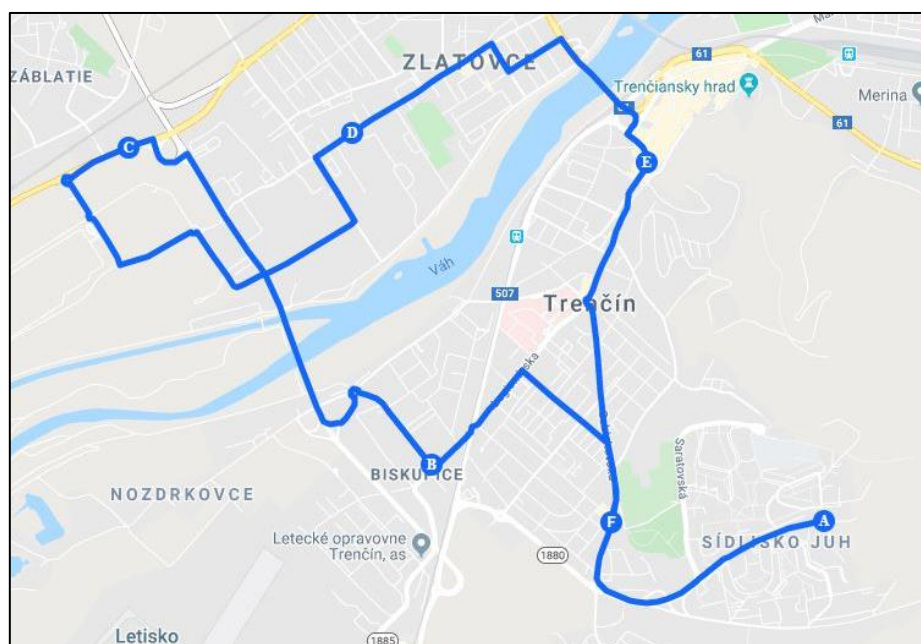 ZÁBLATIE
ZLATOVCE
61
Trenčiansky hrad
Merina
61
61
C
D
E
Váh
507
Trenčín
Saratovská
BISKUPICE
B
NOZDRKOVCE
Letecké opravovne
Trenčín, as
F
A
SÍDLISKO JUH
1880
1885
Letisko